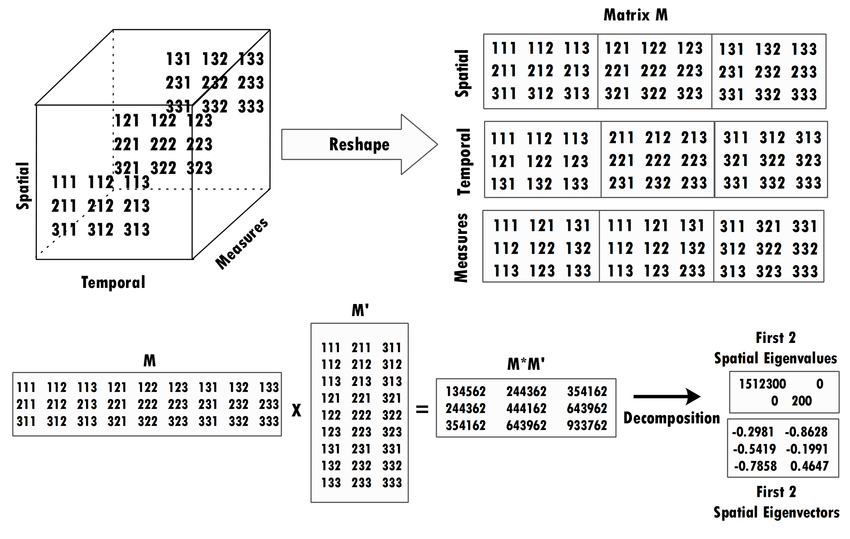 Matrix M
131 132 133
231 232 233
331 332 333
121 122 123
221 222 223
321 322 323
111 112 113
211 212 213
311 312 313
Spatial
Temporal
Measures
Reshape
Spatial
111 112 113 121 122 123 131 132 133
211 212 213 221 222 223 231 232 233
311 312 313 321 322 323 331 332 333
Temporal
111 112 113 211 212 213 311 312 313
121 122 123 221 222 223 321 322 323
131 132 133 231 232 233 331 332 333
Measures
111 121 131 111 121 131 311 321 331
112 122 132 112 122 132 312 322 332
113 123 133 113 123 233 313 323 333
M
111 112 113 121 122 123 131 132 133
211 212 213 221 222 223 231 232 233
311 312 313 321 322 323 331 332 333
x
M'
111 211 311
112 212 312
113 213 313
121 221 321
122 222 322
123 223 323
131 231 331
132 232 332
133 233 333
=
M*M'
134562 244362 354162
244362 444162 643962
354162 643962 933762
Decomposition
First 2
Spatial Eigenvalues
1512300 0
0 200
-0.2981 -0.8628
-0.5419 -0.1991
-0.7858 0.4647
First 2
Spatial Eigenvectors